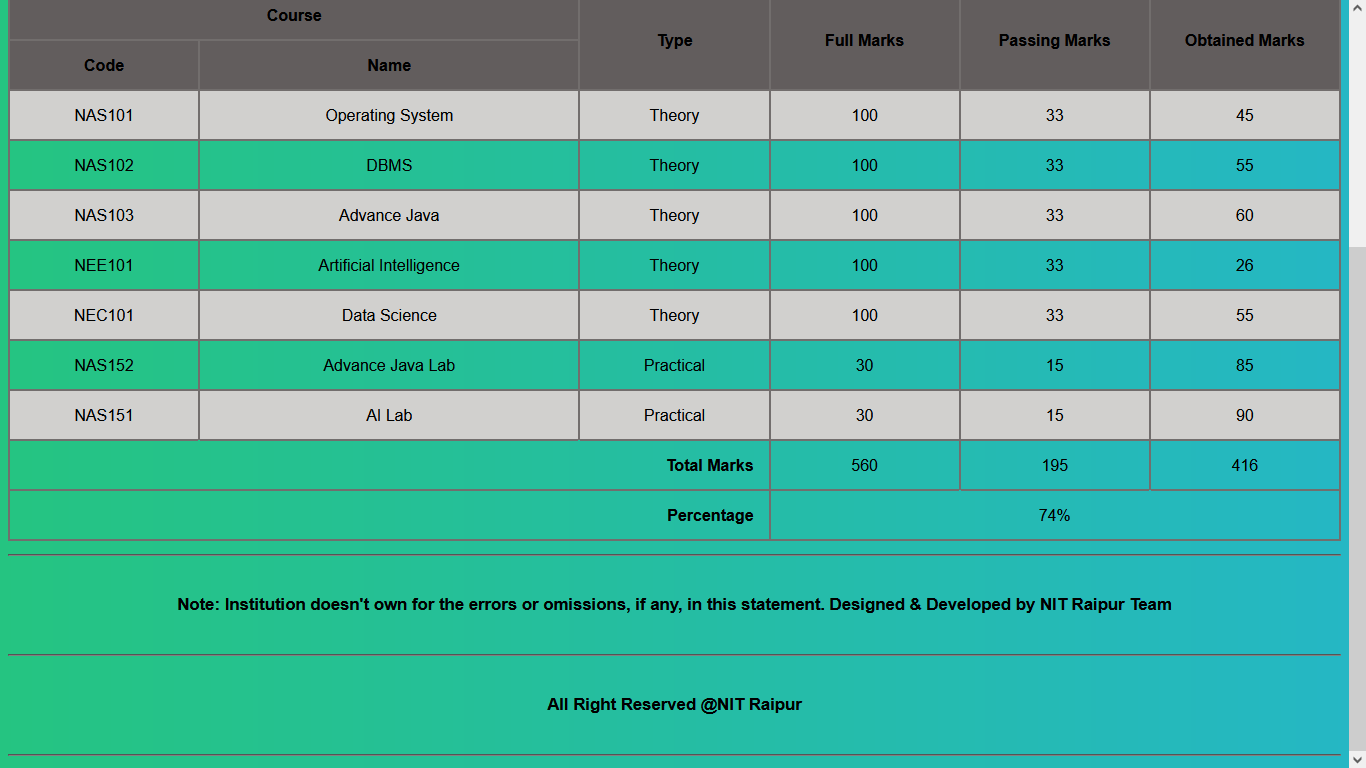 Course Type Full Marks Passing Marks Obtained Marks
Code Name
NAS101 Operating System Theory 100 33 45
NAS102 DBMS Theory 100 33 55
NAS103 Advance Java Theory 100 33 60
NEE101 Artificial Intelligence Theory 100 33 26
NEC101 Data Science Theory 100 33 55
NAS152 Advance Java Lab Practical 30 15 85
NAS151 AI Lab Practical 30 15 90
Total Marks 560 195 416
Percentage 74%
Note: Institution doesn't own for the errors or omissions, if any, in this statement. Designed & Developed by NIT Raipur Team
All Right Reserved @NIT Raipur